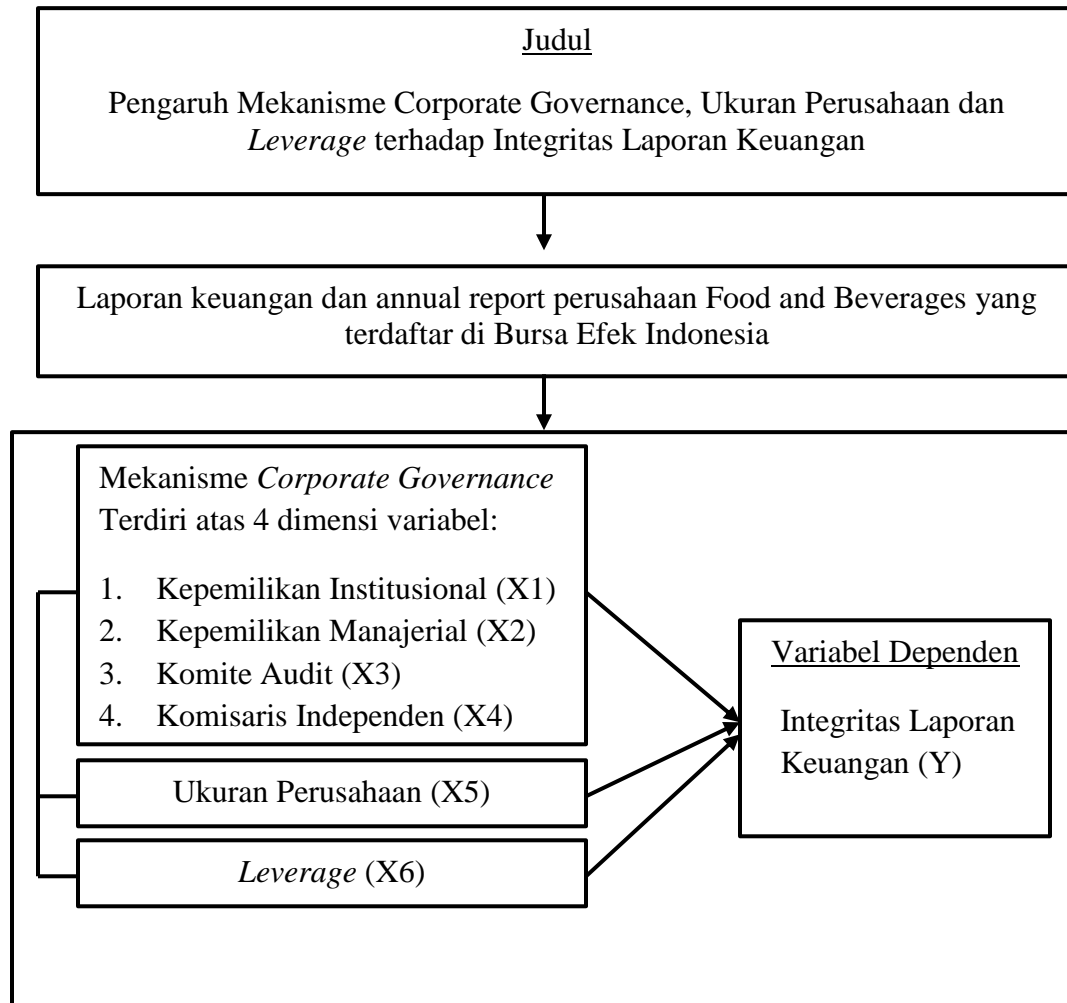 Judul
Pengaruh Mekanisme Corporate Governance, Ukuran Perusahaan dan
Leverage terhadap Integritas Laporan Keuangan
Laporan keuangan dan annual report perusahaan Food and Beverages yang
terdaftar di Bursa Efek Indonesia
Mekanisme Corporate Governance
Terdiri atas 4 dimensi variabel:
1. Kepemilikan Institusional (X1)
2. Kepemilikan Manajerial (X2)
3. Komite Audit (X3)
4. Komisaris Independen (X4)
Ukuran Perusahaan (X5)
Leverage (X6)
Variabel Dependen
Integritas Laporan
Keuangan (Y)